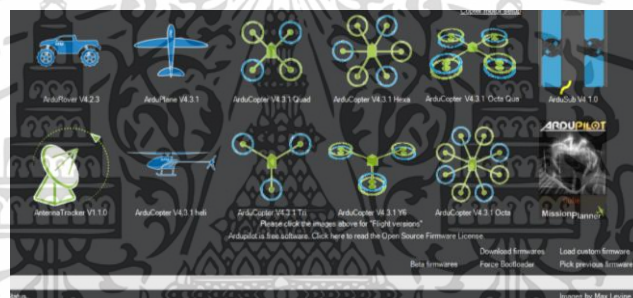 ArduRover V4.2.3
ArduPlane V4.3.1
ArduCopter V4.3.1 Quad
ArduCopter V4.3.1 Hexa
ArduCopter V4.3.1 Octa Qua
ArduSub V4.1.0
ARDUPILOT
AntennaTracker V1.1.0
ArduCopter V4.3.1 heli
ArduCopter V4.3.1 Tri
ArduCopter V4.3.1 Y6
ArduCopter V4.3.1 Octa
Mission Planner
Please click the images above for "Flight versions"
Ardupilot is free software. Click here to read the Open Source Firmware License
Download firmwares
Load custom firmware
Beta firmwares
Force Bootloader
Pick previous firmware
Images by Max Levine